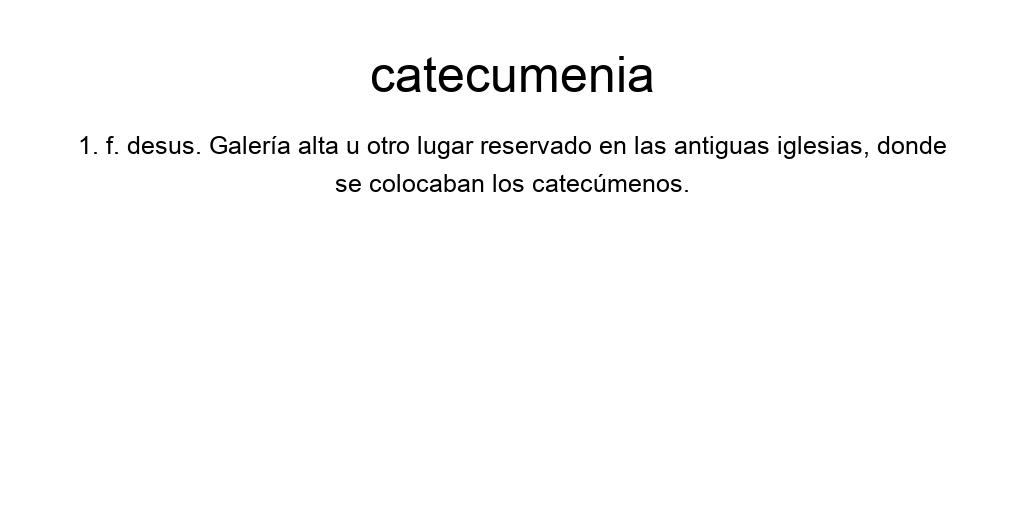 catecumenia
1. f. desus. Galería alta u otro lugar reservado en las antiguas iglesias, donde
se colocaban los catecúmenos.